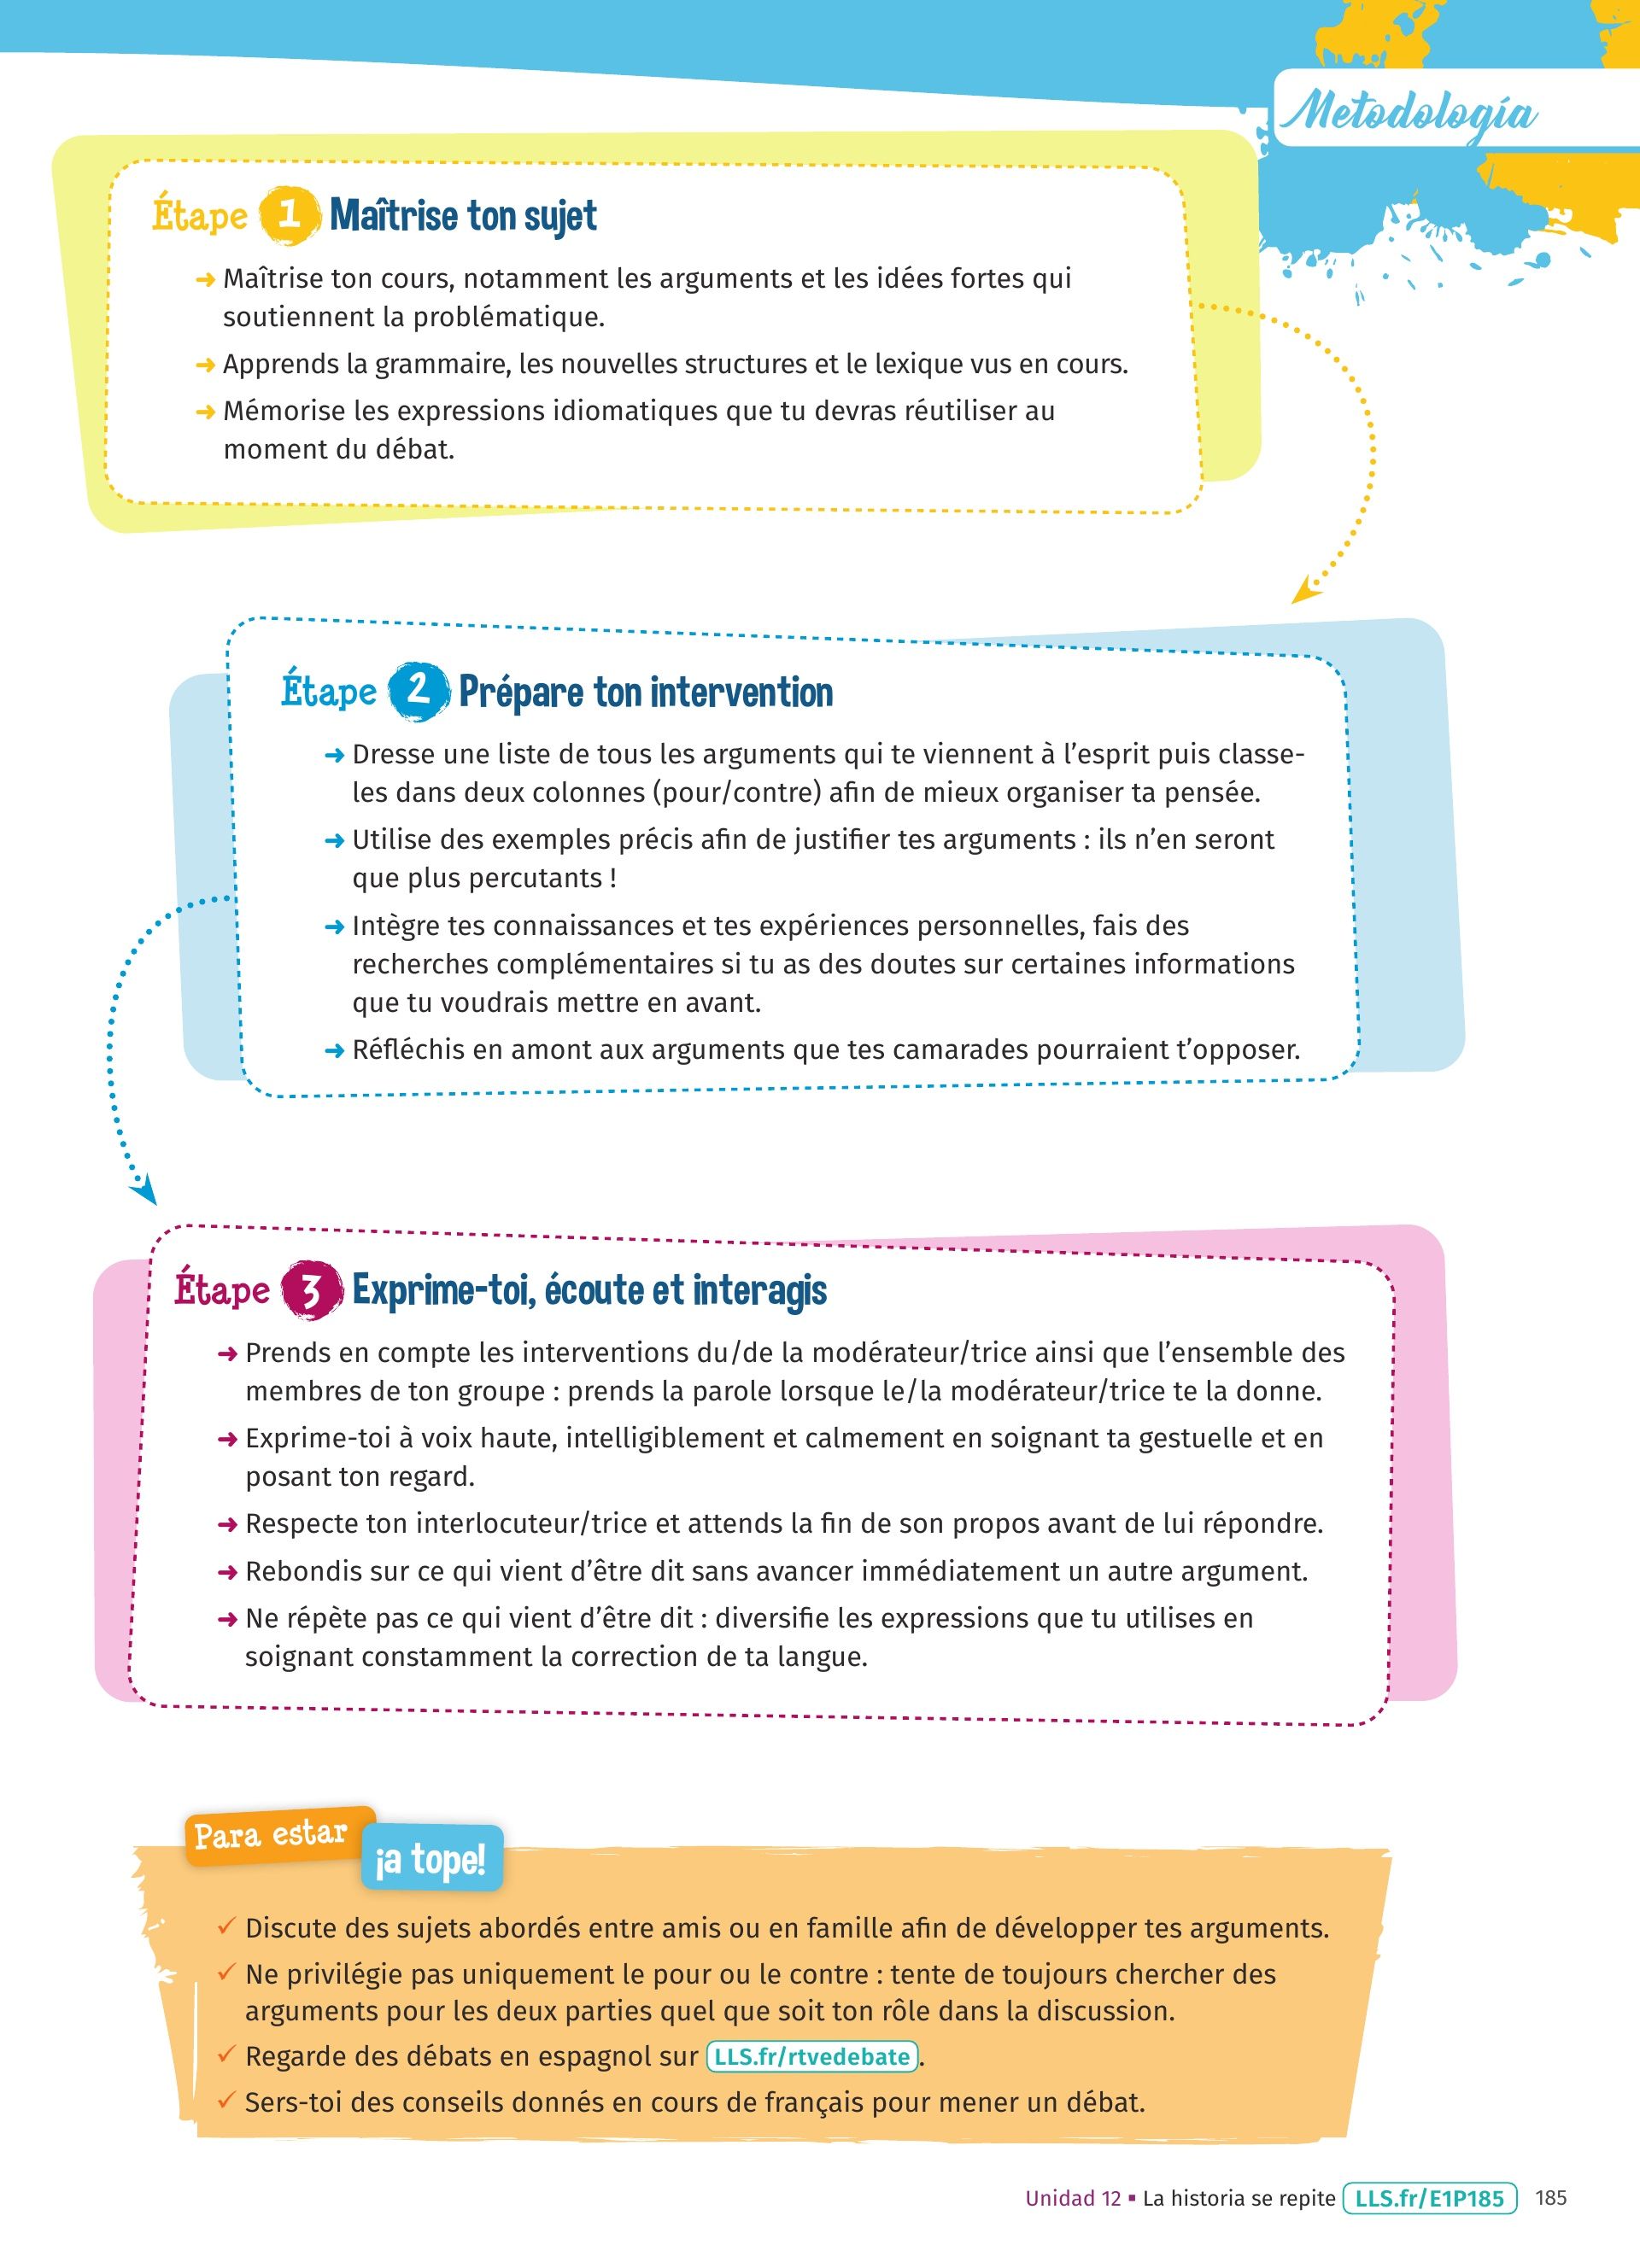 Metodología
Étape 1 Maîtrise ton sujet
➜ Maîtrise ton cours, notamment les arguments et les idées fortes qui
soutiennent la problématique.
➜ Apprends la grammaire, les nouvelles structures et le lexique vus en cours.
➜ Mémorise les expressions idiomatiques que tu devras réutiliser au
moment du débat.
Étape 2 Prépare ton intervention
➜ Dresse une liste de tous les arguments qui te viennent à l’esprit puis classe-
les dans deux colonnes (pour/contre) afin de mieux organiser ta pensée.
➜ Utilise des exemples précis afin de justifier tes arguments : ils n’en seront
que plus percutants !
➜ Intègre tes connaissances et tes expériences personnelles, fais des
recherches complémentaires si tu as des doutes sur certaines informations
que tu voudrais mettre en avant.
➜ Réfléchis en amont aux arguments que tes camarades pourraient t’opposer.
Étape 3 Exprime-toi, écoute et interagis
➜ Prends en compte les interventions du/de la modérateur/trice ainsi que l’ensemble des
membres de ton groupe : prends la parole lorsque le/la modérateur/trice te la donne.
➜ Exprime-toi à voix haute, intelligiblement et calmement en soignant ta gestuelle et en
posant ton regard.
➜ Respecte ton interlocuteur/trice et attends la fin de son propos avant de lui répondre.
➜ Rebondis sur ce qui vient d’être dit sans avancer immédiatement un autre argument.
➜ Ne répète pas ce qui vient d’être dit : diversifie les expressions que tu utilises en
soignant constamment la correction de ta langue.
Para estar
¡a tope!
✓ Discute des sujets abordés entre amis ou en famille afin de développer tes arguments.
✓ Ne privilégie pas uniquement le pour ou le contre : tente de toujours chercher des
arguments pour les deux parties quel que soit ton rôle dans la discussion.
✓ Regarde des débats en espagnol sur LLS.fr/rtvedebate.
✓ Sers-toi des conseils donnés en cours de français pour mener un débat.
Unidad 12 ▪ La historia se repite LLS.fr/E1P185 185